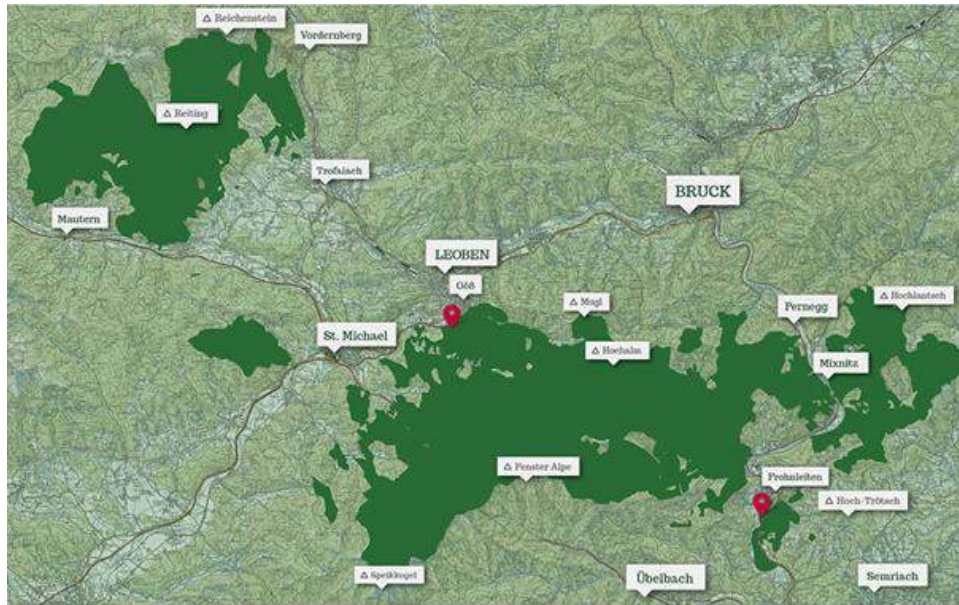 △ Reichenstein
Vordernberg
△ Reiting
Trofaiach
BRUCK
Mautern
LEOBEN
Göß
△ Mugl
△ Hochlantsch
Pernegg
St. Michael
△ Hochalm
Mixnitz
△ Fenster Alpe
Frohnleiten
△ Hoch-Trötsch
△ Speikkogel
Übelbach
Semriach